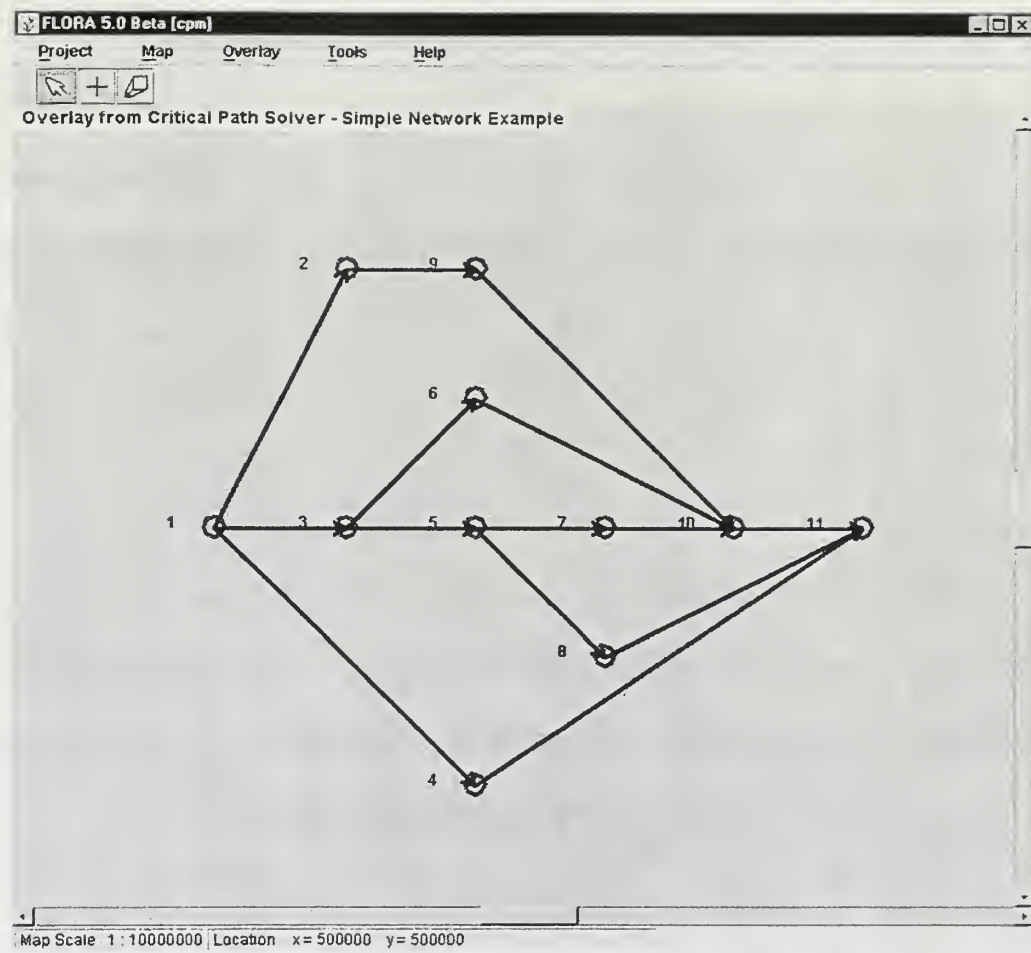 FLORA 5.0 Beta [cpm]
Project Map Overlay Tools Help
Overlay from Critical Path Solver - Simple Network Example
2 9
6
1 3 5 7 10 11
8
4
Map Scale 1 : 10000000 Location x= 500000 y= 500000